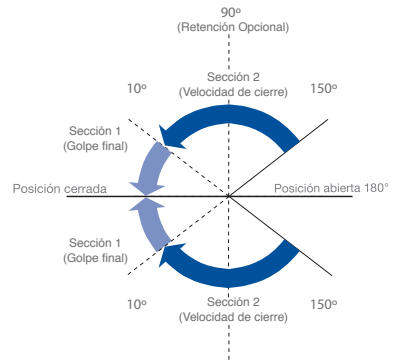 90º
(Retención Opcional)
Sección 2
(Velocidad de cierre)
10º
150º
Sección 1
(Golpe final)
Posición cerrada
Posición abierta 180°
Sección 1
(Golpe final)
10º
150º
Sección 2
(Velocidad de cierre)